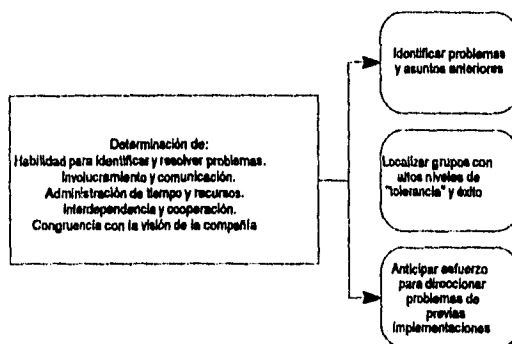 Determinación de:
Habilidad para identificar y resolver problemas.
Involucramiento y comunicación.
Administración de tiempo y recursos.
Interdependencia y cooperación.
Congruencia con la visión de la compañía
Identificar problemas
y asuntos anteriores
Localizar grupos con
altos niveles de
"tolerancia" y éxito
Anticipar esfuerzo
para direccionar
problemas de
previas
implementaciones